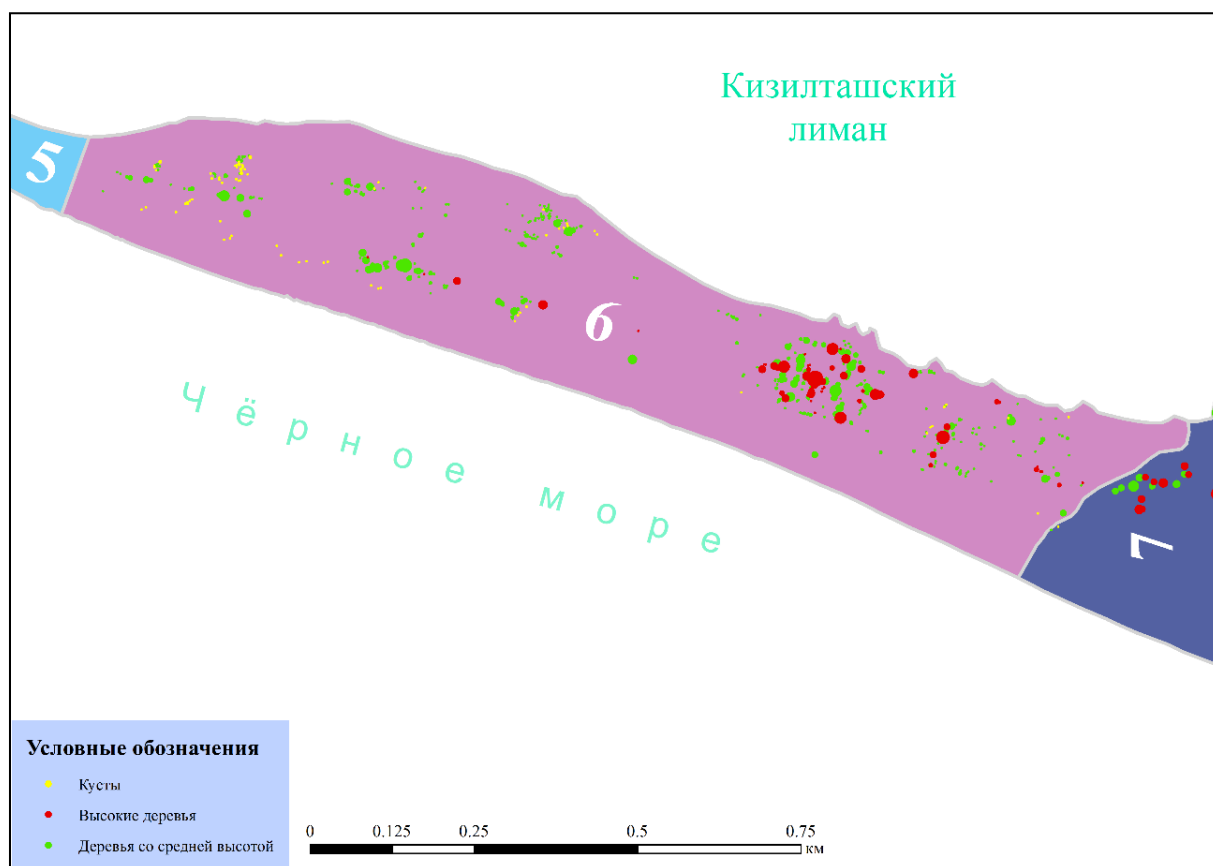 Кизилташский
лиман
5
6
Чёрное море
7
Условные обозначения
Кусты
Высокие деревья
Деревья со средней высотой
0 0.125 0.25 0.5 0.75
км